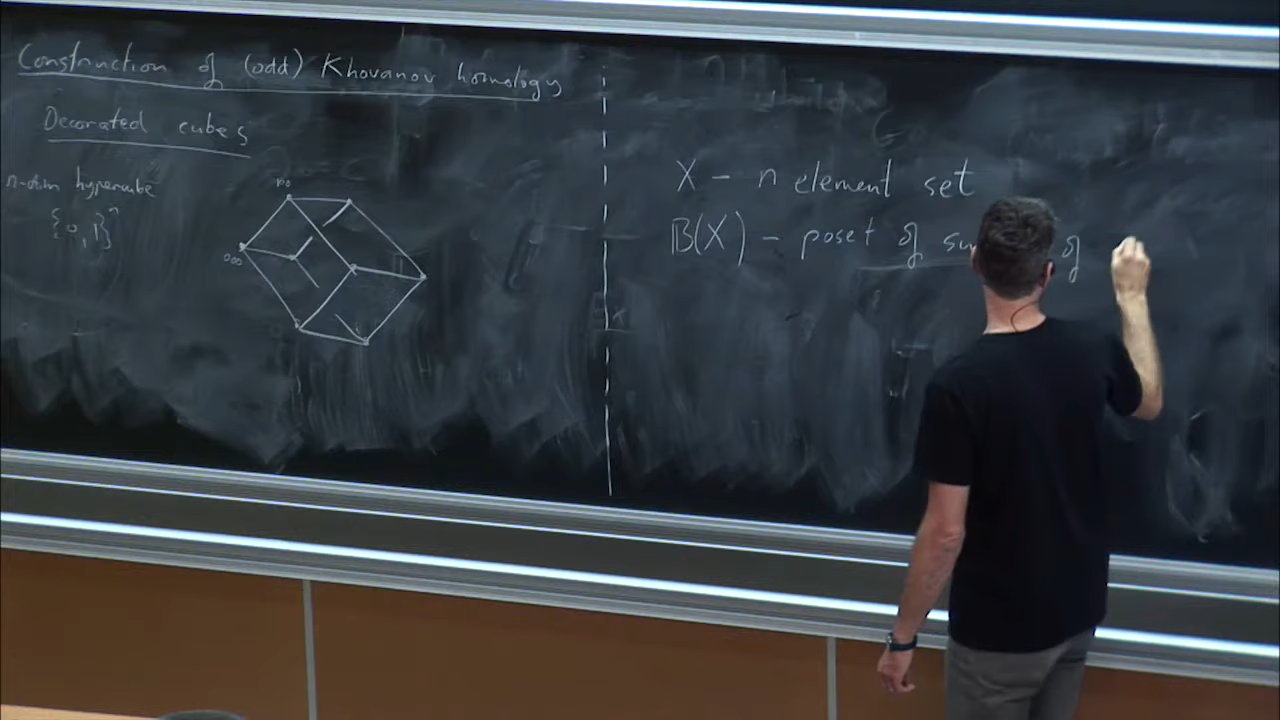 Construction of (odd) Khovanov homology
Decorated cubes
n-dim hypercube
{0,1}ⁿ
100
000
X - n element set
𝔹(X) - poset of su of